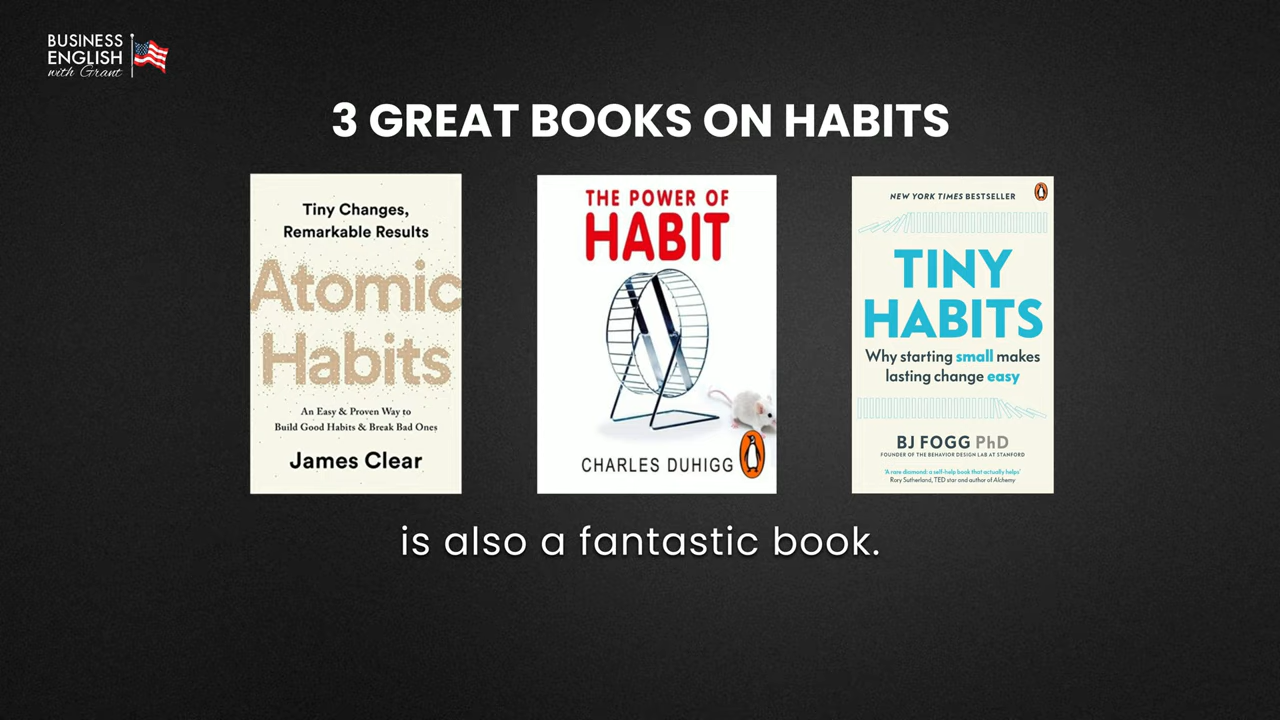 BUSINESS
ENGLISH
with Grant
3 GREAT BOOKS ON HABITS
Tiny Changes,
Remarkable Results
Atomic
Habits
An Easy & Proven Way to
Build Good Habits & Break Bad Ones
James Clear
THE POWER OF
HABIT
CHARLES DUHIGG
NEW YORK TIMES BESTSELLER
TINY
HABITS
Why starting small makes
lasting change easy
BJ FOGG PhD
FOUNDER OF THE BEHAVIOR DESIGN LAB AT STANFORD
'A rare diamond: a self-help book that actually helps'
Rory Sutherland, TED star and author of Alchemy
is also a fantastic book.